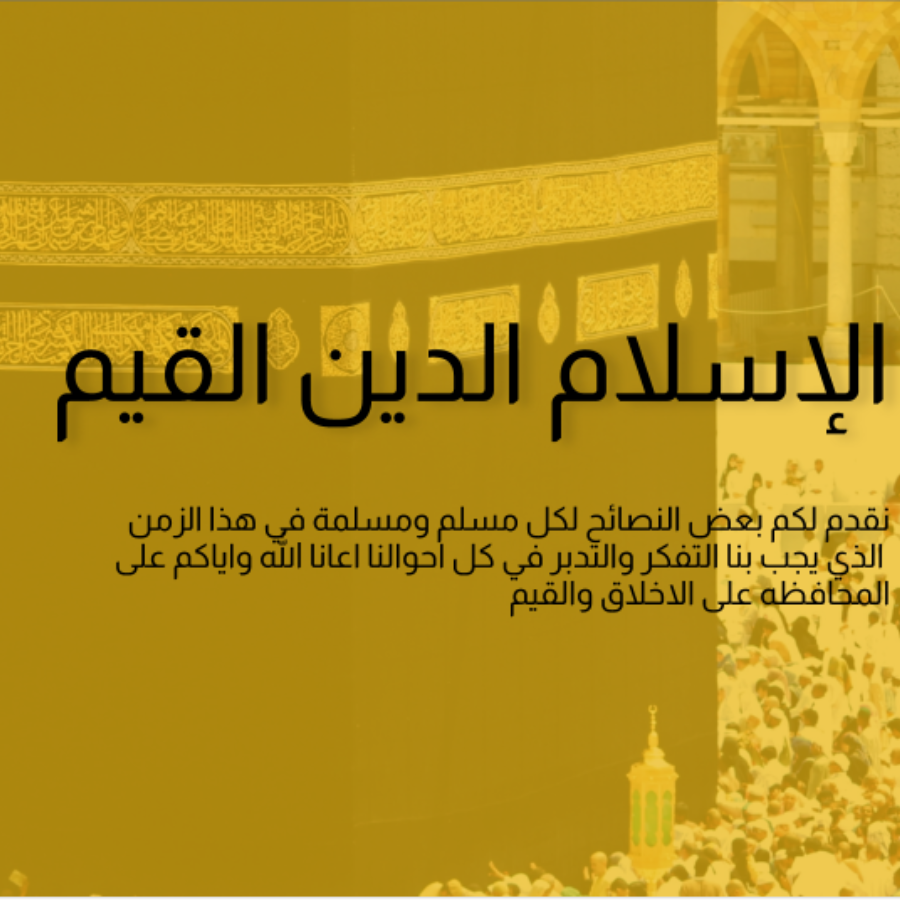 الإسلام الدين القيم
نقدم لكم بعض النصائح لكل مسلم ومسلمة في هذا الزمن
الذي يجب بنا التفكر والتدبر في كل احوالنا اعانا الله واياكم على
المحافظه على الاخلاق والقيم